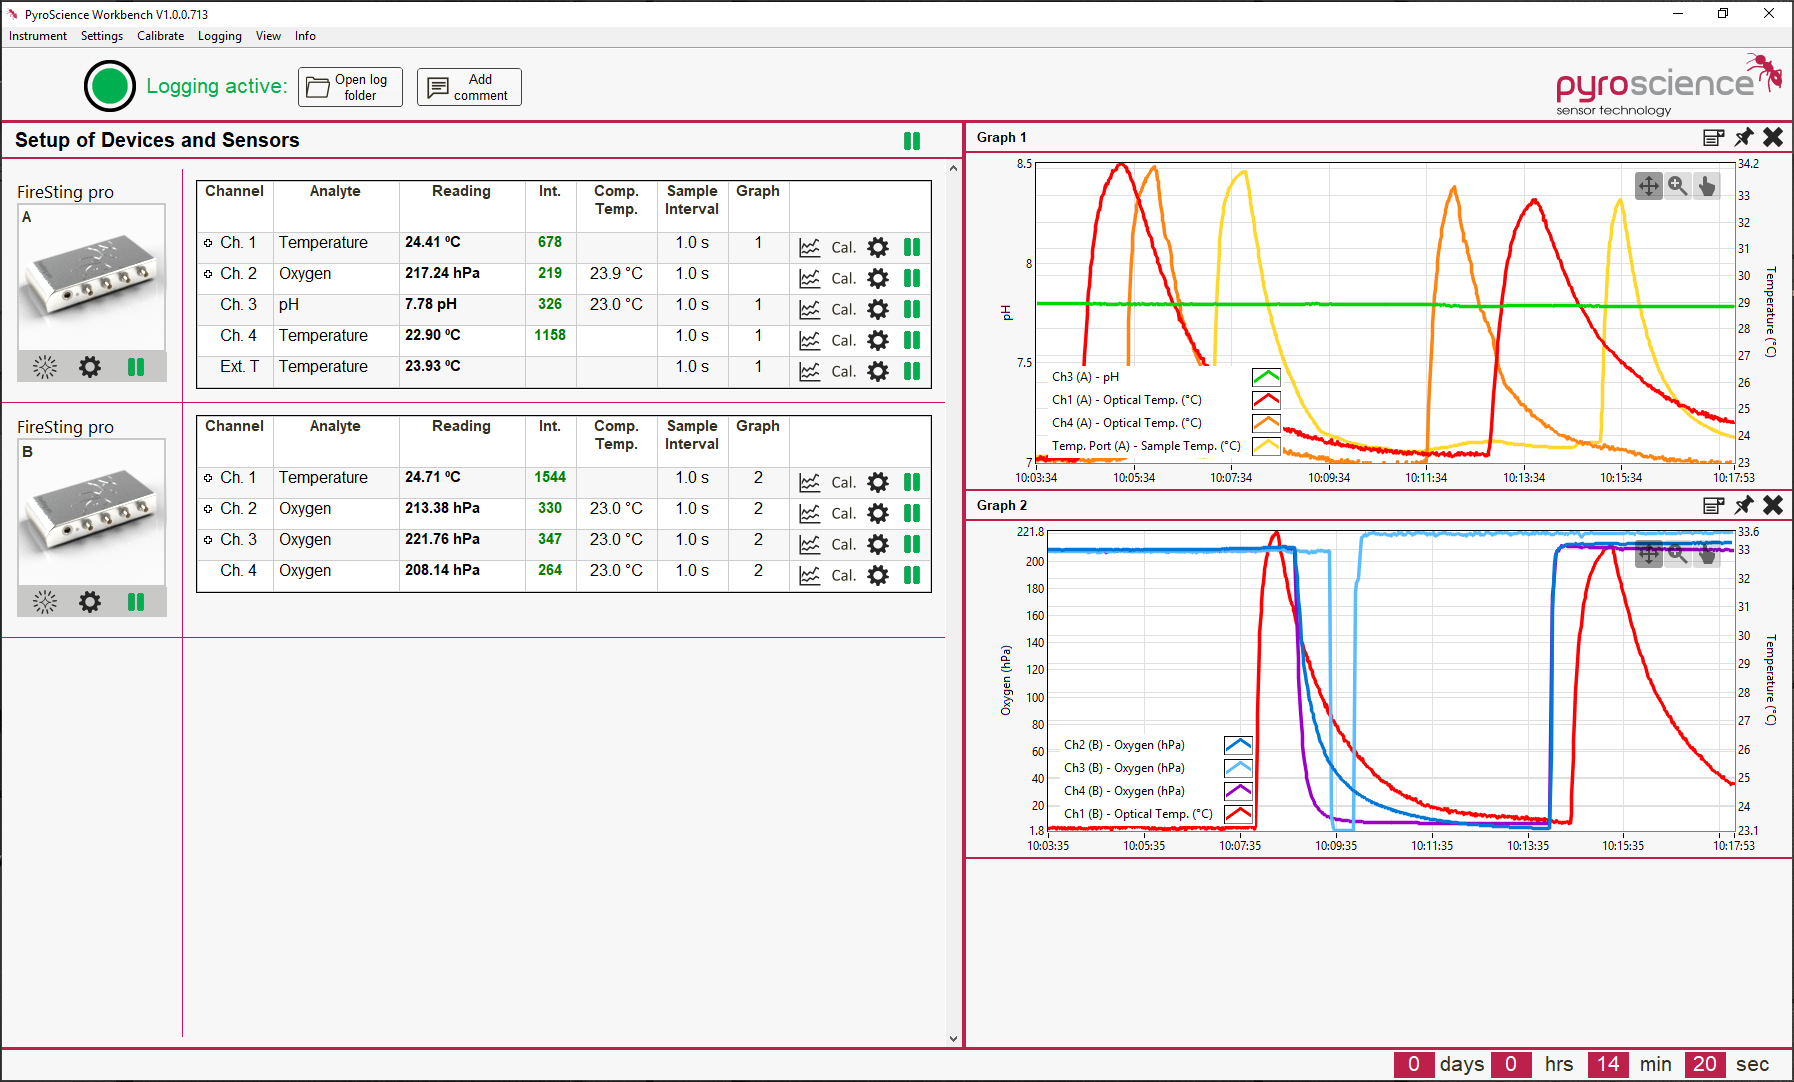 PyroScience Workbench V1.0.0.713
Instrument Settings Calibrate Logging View Info
Logging active:
Open log
folder
Add
comment
pyroscience
sensor technology
Setup of Devices and Sensors
FireSting pro
A
Channel Analyte Reading Int. Comp. Temp. Sample Interval Graph
Ch. 1 Temperature 24.41 ºC 678 1.0 s 1 Cal.
Ch. 2 Oxygen 217.24 hPa 219 23.9 °C 1.0 s Cal.
Ch. 3 pH 7.78 pH 326 23.0 °C 1.0 s 1 Cal.
Ch. 4 Temperature 22.90 ºC 1158 1.0 s 1 Cal.
Ext. T Temperature 23.93 ºC 1.0 s 1 Cal.
FireSting pro
B
Channel Analyte Reading Int. Comp. Temp. Sample Interval Graph
Ch. 1 Temperature 24.71 ºC 1544 1.0 s 2 Cal.
Ch. 2 Oxygen 213.38 hPa 330 23.0 °C 1.0 s 2 Cal.
Ch. 3 Oxygen 221.76 hPa 347 23.0 °C 1.0 s 2 Cal.
Ch. 4 Oxygen 208.14 hPa 264 23.0 °C 1.0 s 2 Cal.
Graph 1
8.5
8
7.5
7
pH
34.2
33
32
31
30
29
28
27
26
25
24
23
Temperature (°C)
Ch3 (A) - pH
Ch1 (A) - Optical Temp. (°C)
Ch4 (A) - Optical Temp. (°C)
Temp. Port (A) - Sample Temp. (°C)
10:03:34 10:05:34 10:07:34 10:09:34 10:11:34 10:13:34 10:15:34 10:17:53
Graph 2
221.8
200
180
160
140
120
100
80
60
40
20
1.8
Oxygen (hPa)
33.6
33
32
31
30
29
28
27
26
25
24
23.1
Temperature (°C)
Ch2 (B) - Oxygen (hPa)
Ch3 (B) - Oxygen (hPa)
Ch4 (B) - Oxygen (hPa)
Ch1 (B) - Optical Temp. (°C)
10:03:35 10:05:35 10:07:35 10:09:35 10:11:35 10:13:35 10:15:35 10:17:53
0 days 0 hrs 14 min 20 sec